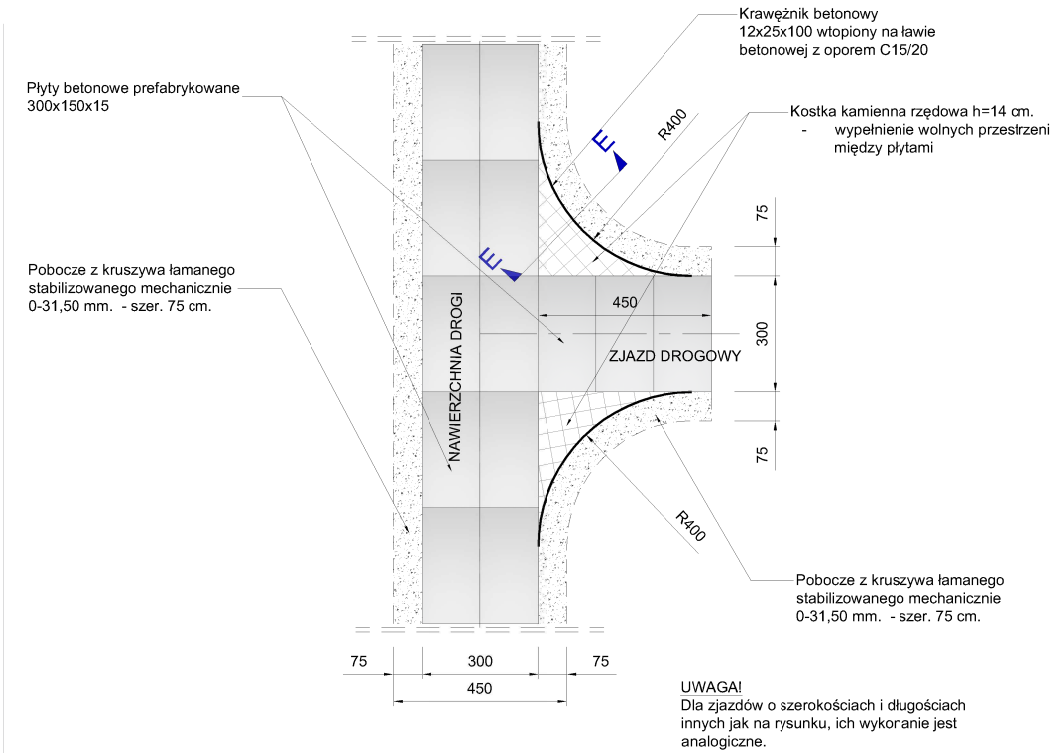 Krawężnik betonowy
12x25x100 wtopiony na ławie
betonowej z oporem C15/20
Płyty betonowe prefabrykowane
300x150x15
Kostka kamienna rzędowa h=14 cm.
- wypełnienie wolnych przestrzeni
między płytami
R400
E
E
75
Pobocze z kruszywa łamanego
stabilizowanego mechanicznie
0-31,50 mm. - szer. 75 cm.
450
300
ZJAZD DROGOWY
NAWIERZCHNIA DROGI
75
R400
Pobocze z kruszywa łamanego
stabilizowanego mechanicznie
0-31,50 mm. - szer. 75 cm.
75
300
75
450
UWAGA!
Dla zjazdów o szerokościach i długościach
innych jak na rysunku, ich wykonanie jest
analogiczne.